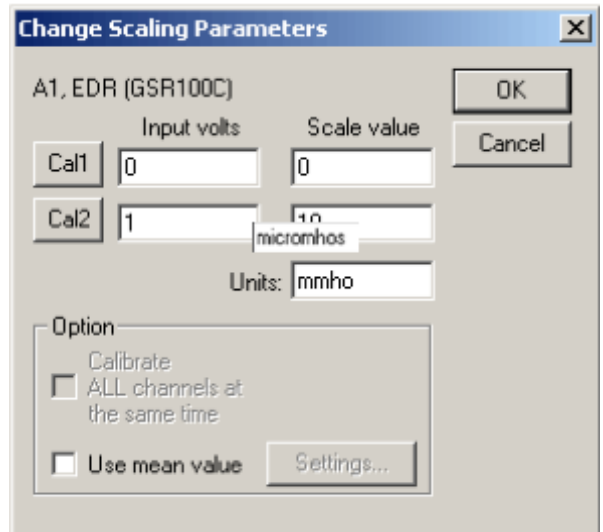 Change Scaling Parameters
A1, EDR (GSR100C)
OK
Input volts Scale value
Cancel
Cal1 0 0
Cal2 1 10
micromhos
Units: mmho
Option
Calibrate
ALL channels at
the same time
Use mean value Settings...